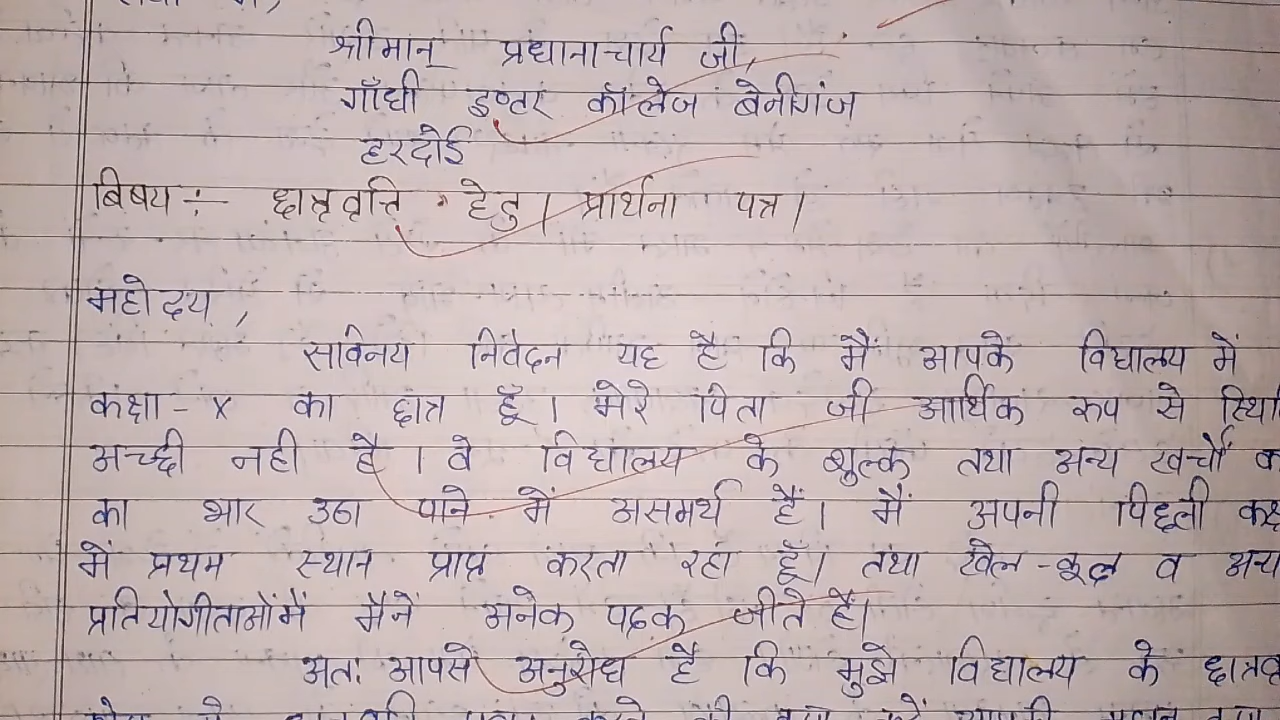 श्रीमान् प्रधानाचार्य जी,
गाँधी इण्टर कॉलेज बेनीगंज
हरदोई
बिषय :- छात्रवृत्ति हेतु। प्रार्थना पत्र।
महोदय,
सविनय निवेदन यह है कि मैं आपके विद्यालय में
कक्षा - x का छात्र हूँ। मेरे पिता जी आर्थिक रूप से
अच्छी नही है। वे विद्यालय के शुल्क तथा अन्य खर्चों
का भार उठा पाने में असमर्थ हैं। मैं अपनी पिछली
में प्रथम स्थान प्राप्त करता रहा हूँ। तथा खेल-कूद व
प्रतियोगीताओंमें मैनें अनेक पदक जीते हैं।
अतः आपसे अनुरोध है कि मुझे विद्यालय के